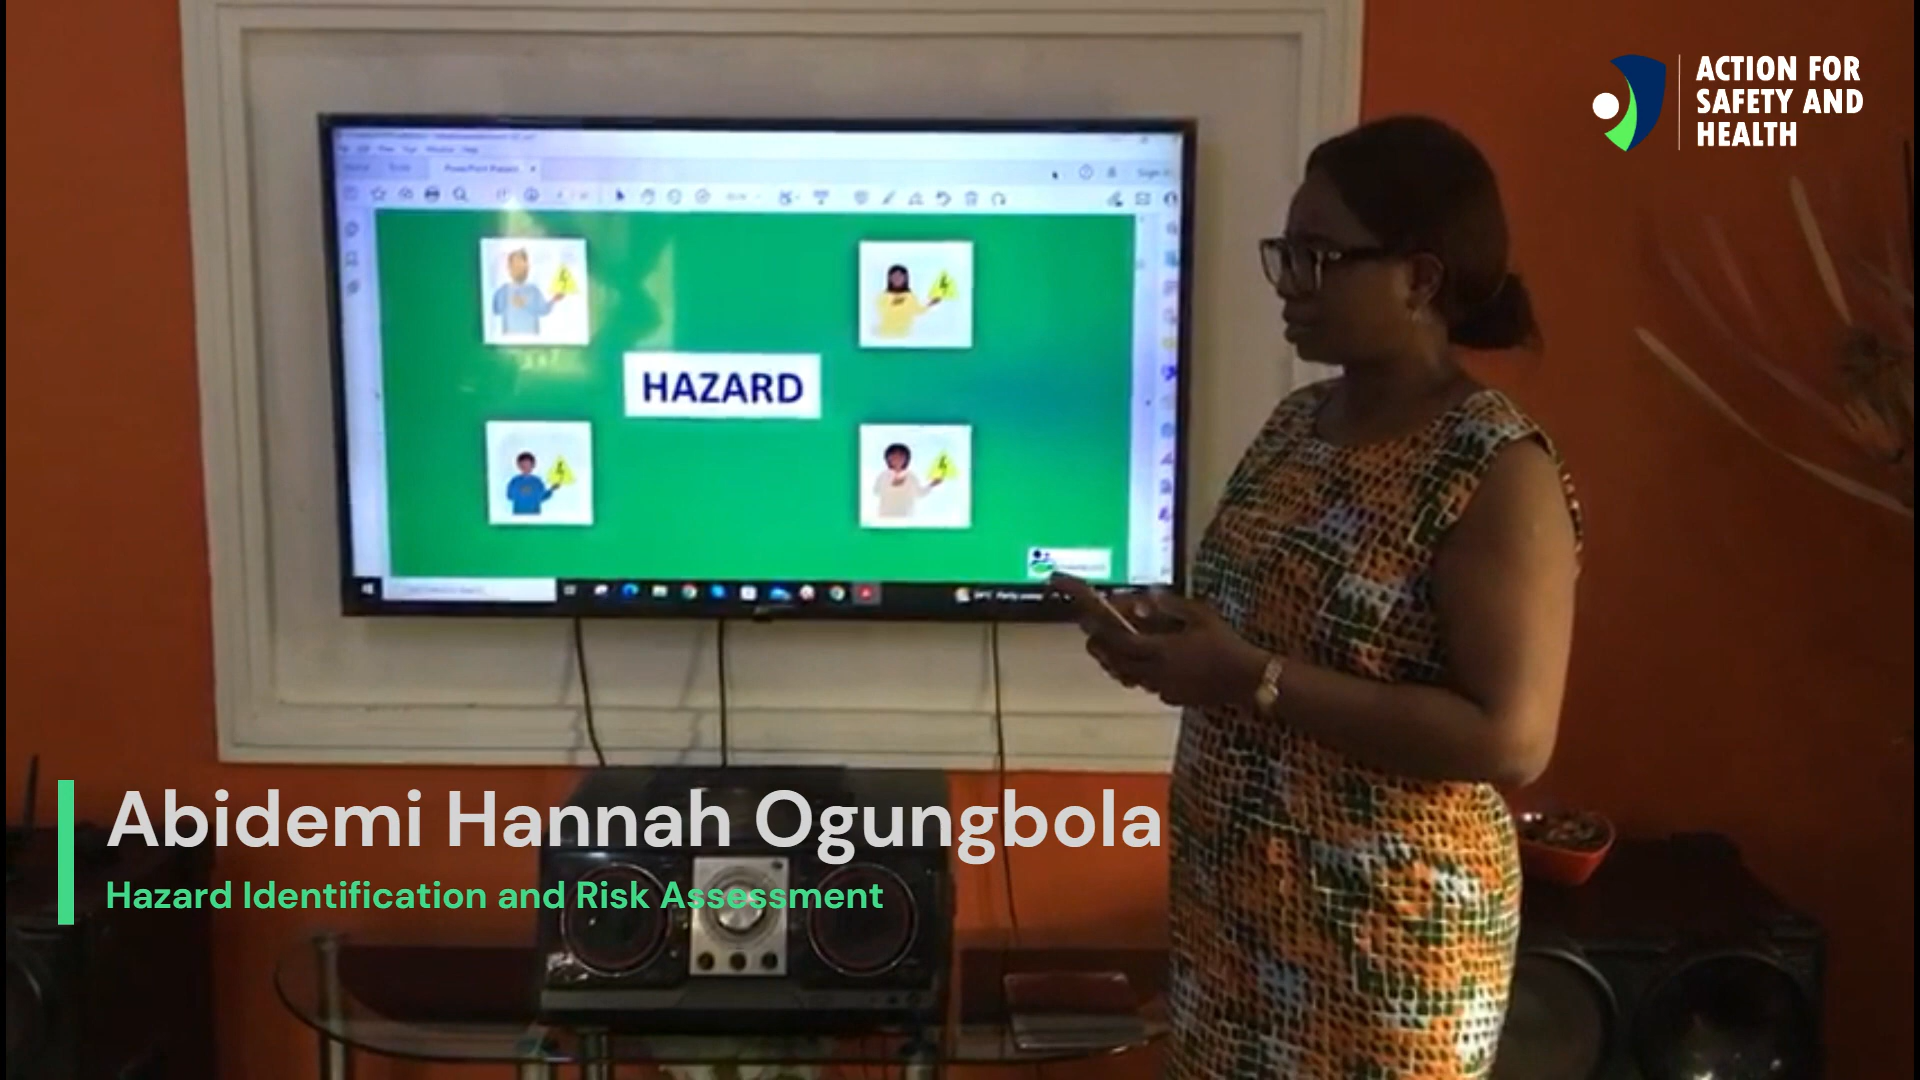 ACTION FOR
SAFETY AND
HEALTH
HAZARD
Abidemi Hannah Ogungbola
Hazard Identification and Risk Assessment